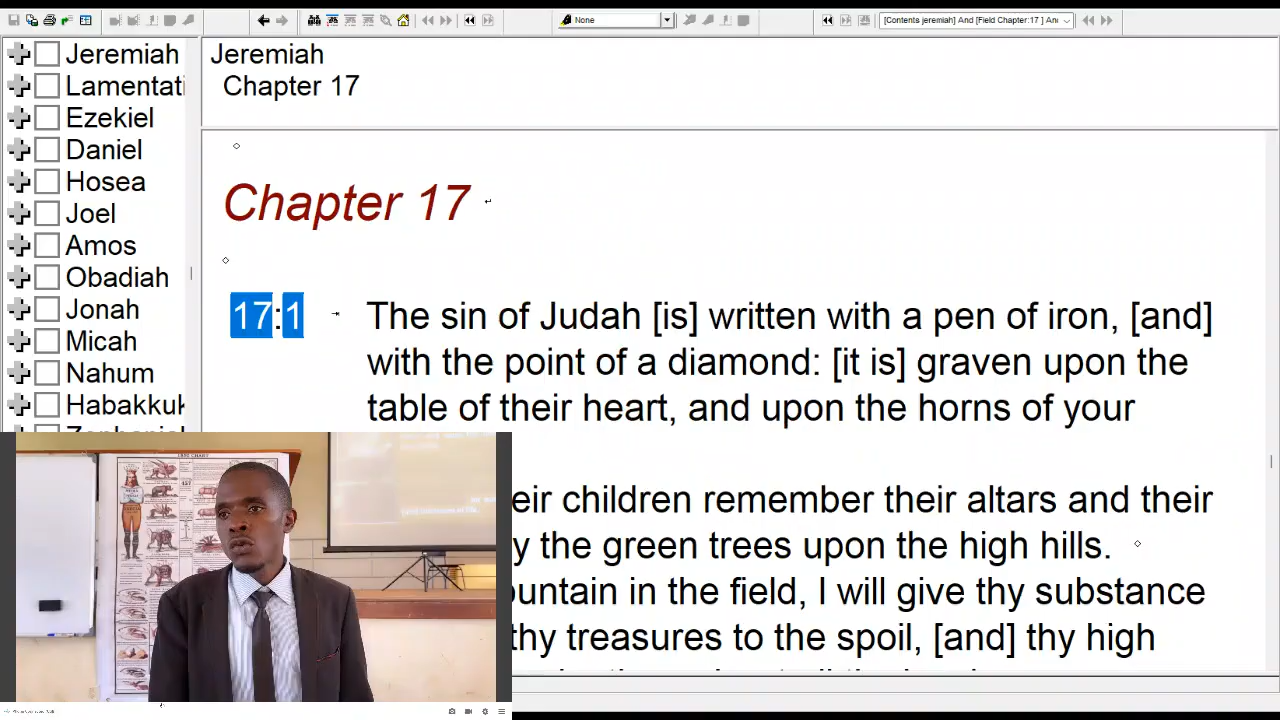 None
[Contents jeremiah] And [Field Chapter:17 ] And
Jeremiah
Lamentati
Ezekiel
Daniel
Hosea
Joel
Amos
Obadiah
Jonah
Micah
Nahum
Habakkuk
Jeremiah
Chapter 17
Chapter 17
17:1 The sin of Judah [is] written with a pen of iron, [and]
with the point of a diamond: [it is] graven upon the
table of their heart, and upon the horns of your
eir children remember their altars and their
y the green trees upon the high hills.
ountain in the field, I will give thy substance
thy treasures to the spoil, [and] thy high